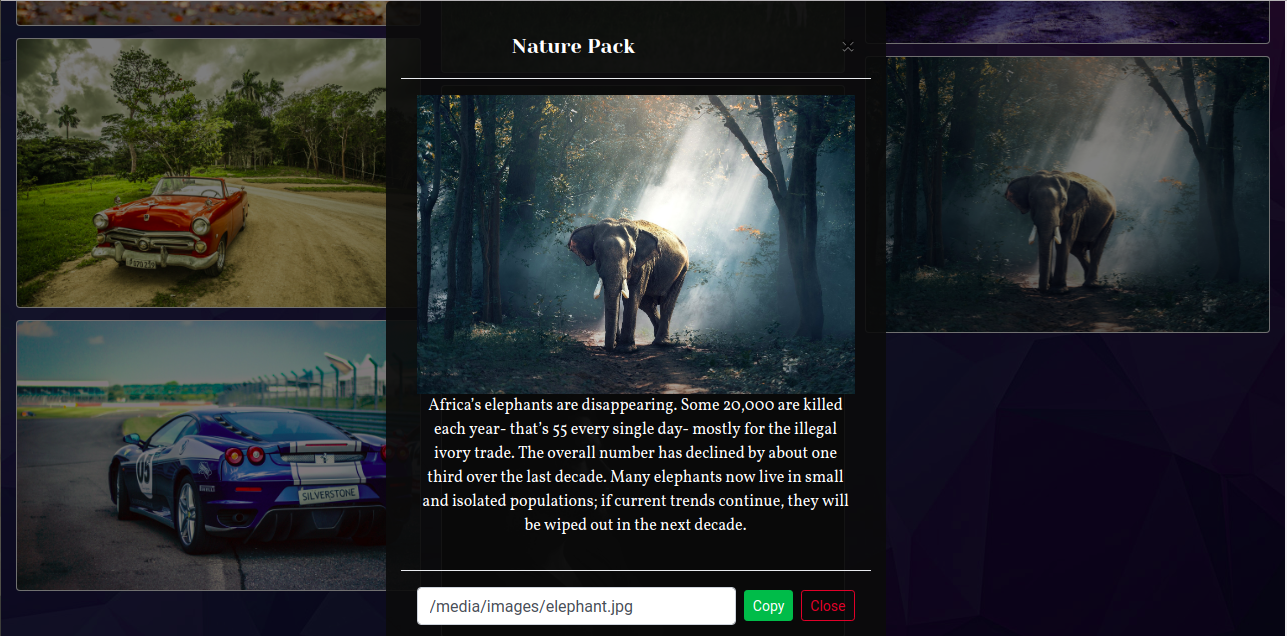 Nature Pack
×
Africa's elephants are disappearing. Some 20,000 are killed
each year- that's 55 every single day- mostly for the illegal
ivory trade. The overall number has declined by about one
third over the last decade. Many elephants now live in small
and isolated populations; if current trends continue, they will
be wiped out in the next decade.
05
SILVERSTONE
/media/images/elephant.jpg
Copy
Close